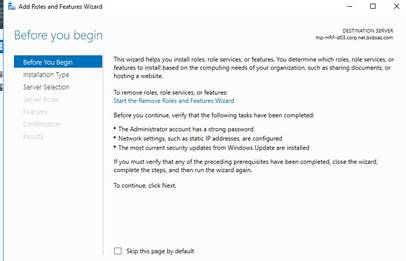 Add Roles and Features Wizard
Before you begin
DESTINATION SERVER
mp-HRP-d03.corp.net.bcbsaz.com
Before You Begin
Installation Type
Server Selection
Server Roles
Features
Confirmation
Results
This wizard helps you install roles, role services, or features. You determine which roles, role services, or
features to install based on the computing needs of your organization, such as sharing documents, or
hosting a website.
To remove roles, role services, or features:
Start the Remove Roles and Features Wizard
Before you continue, verify that the following tasks have been completed:
• The Administrator account has a strong password
• Network settings, such as static IP addresses, are configured
• The most current security updates from Windows Update are installed
If you must verify that any of the preceding prerequisites have been completed, close the wizard,
complete the steps, and then run the wizard again.
To continue, click Next.
Skip this page by default